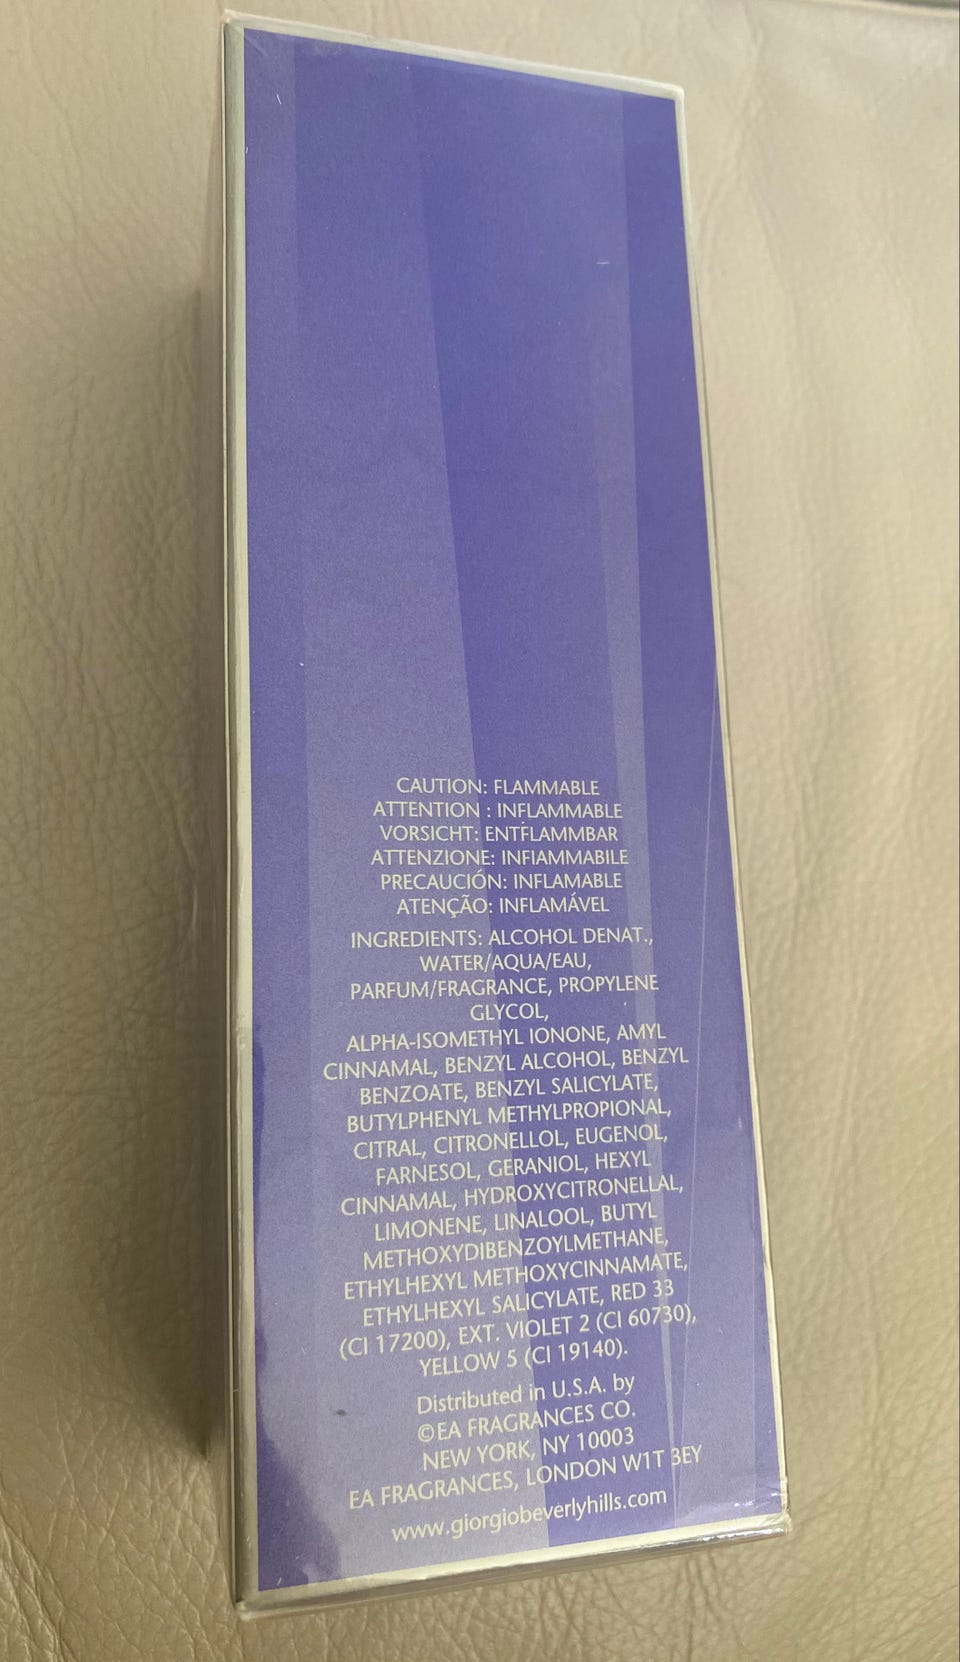 CAUTION: FLAMMABLE
ATTENTION : INFLAMMABLE
VORSICHT: ENTFLAMMBAR
ATTENZIONE: INFIAMMABILE
PRECAUCIÓN: INFLAMABLE
ATENÇÃO: INFLAMÁVEL
INGREDIENTS: ALCOHOL DENAT.,
WATER/AQUA/EAU,
PARFUM/FRAGRANCE, PROPYLENE
GLYCOL,
ALPHA-ISOMETHYL IONONE, AMYL
CINNAMAL, BENZYL ALCOHOL, BENZYL
BENZOATE, BENZYL SALICYLATE,
BUTYLPHENYL METHYLPROPIONAL,
CITRAL, CITRONELLOL, EUGENOL,
FARNESOL, GERANIOL, HEXYL
CINNAMAL, HYDROXYCITRONELLAL,
LIMONENE, LINALOOL, BUTYL
METHOXYDIBENZOYLMETHANE,
ETHYLHEXYL METHOXYCINNAMATE,
ETHYLHEXYL SALICYLATE, RED 33
(CI 17200), EXT. VIOLET 2 (CI 60730),
YELLOW 5 (CI 19140).
Distributed in U.S.A. by
©EA FRAGRANCES CO.
NEW YORK, NY 10003
EA FRAGRANCES, LONDON W1T 3EY
www.giorgiobeverlyhills.com